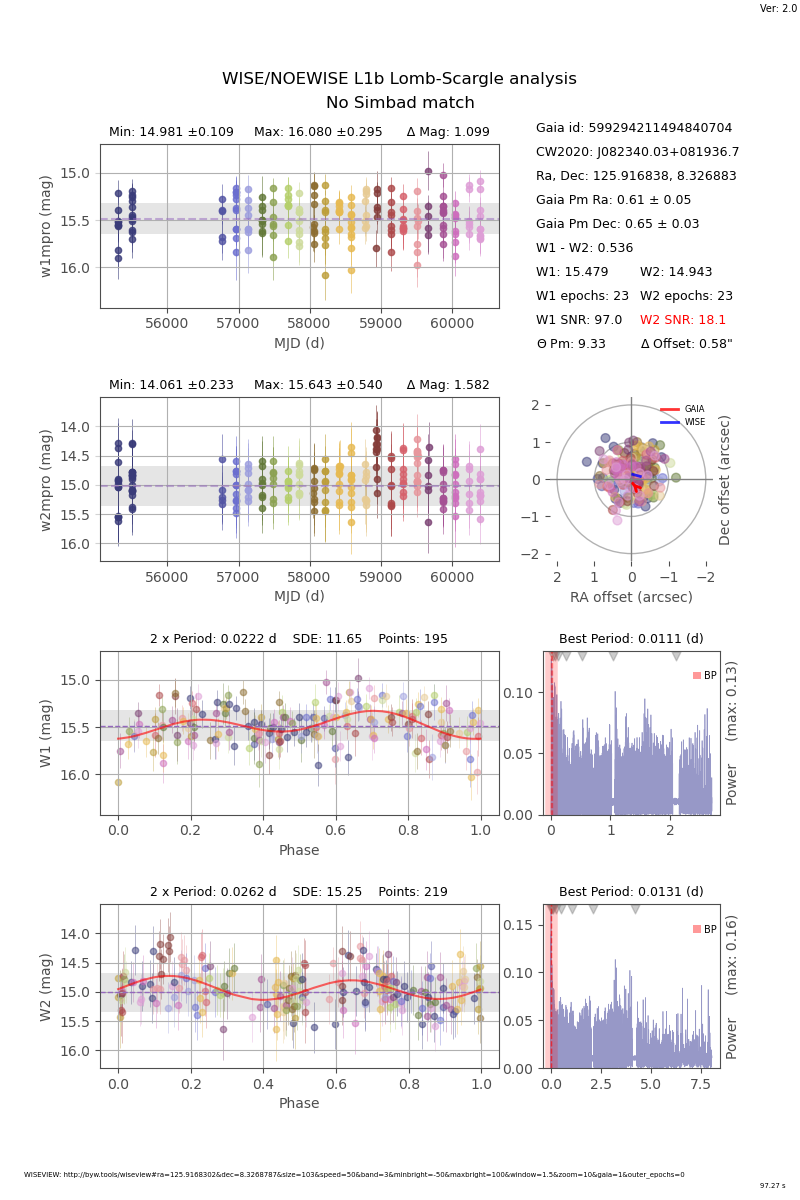 Ver: 2.0
WISE/NOEWISE L1b Lomb-Scargle analysis
No Simbad match
Min: 14.981 ±0.109 Max: 16.080 ±0.295 Δ Mag: 1.099
w1mpro (mag)
15.0
15.5
16.0
56000 57000 58000 59000 60000
MJD (d)
Gaia id: 599294211494840704
CW2020: J082340.03+081936.7
Ra, Dec: 125.916838, 8.326883
Gaia Pm Ra: 0.61 ± 0.05
Gaia Pm Dec: 0.65 ± 0.03
W1 - W2: 0.536
W1: 15.479 W2: 14.943
W1 epochs: 23 W2 epochs: 23
W1 SNR: 97.0 W2 SNR: 18.1
Θ Pm: 9.33 Δ Offset: 0.58"
Min: 14.061 ±0.233 Max: 15.643 ±0.540 Δ Mag: 1.582
w2mpro (mag)
14.0
14.5
15.0
15.5
16.0
56000 57000 58000 59000 60000
MJD (d)
GAIA
WISE
2
1
0
−1
−2
2 1 0 −1 −2
RA offset (arcsec)
Dec offset (arcsec)
2 x Period: 0.0222 d SDE: 11.65 Points: 195
W1 (mag)
15.0
15.5
16.0
0.0 0.2 0.4 0.6 0.8 1.0
Phase
Best Period: 0.0111 (d)
BP
0.10
0.05
0.00
0 1 2
Power (max: 0.13)
2 x Period: 0.0262 d SDE: 15.25 Points: 219
W2 (mag)
14.0
14.5
15.0
15.5
16.0
0.0 0.2 0.4 0.6 0.8 1.0
Phase
Best Period: 0.0131 (d)
BP
0.15
0.10
0.05
0.00
0.0 2.5 5.0 7.5
Power (max: 0.16)
WISEVIEW: http://byw.tools/wiseview#ra=125.9168302&dec=8.3268787&size=103&speed=50&band=3&minbright=-50&maxbright=100&window=1.5&zoom=10&gaia=1&outer_epochs=0
97.27 s